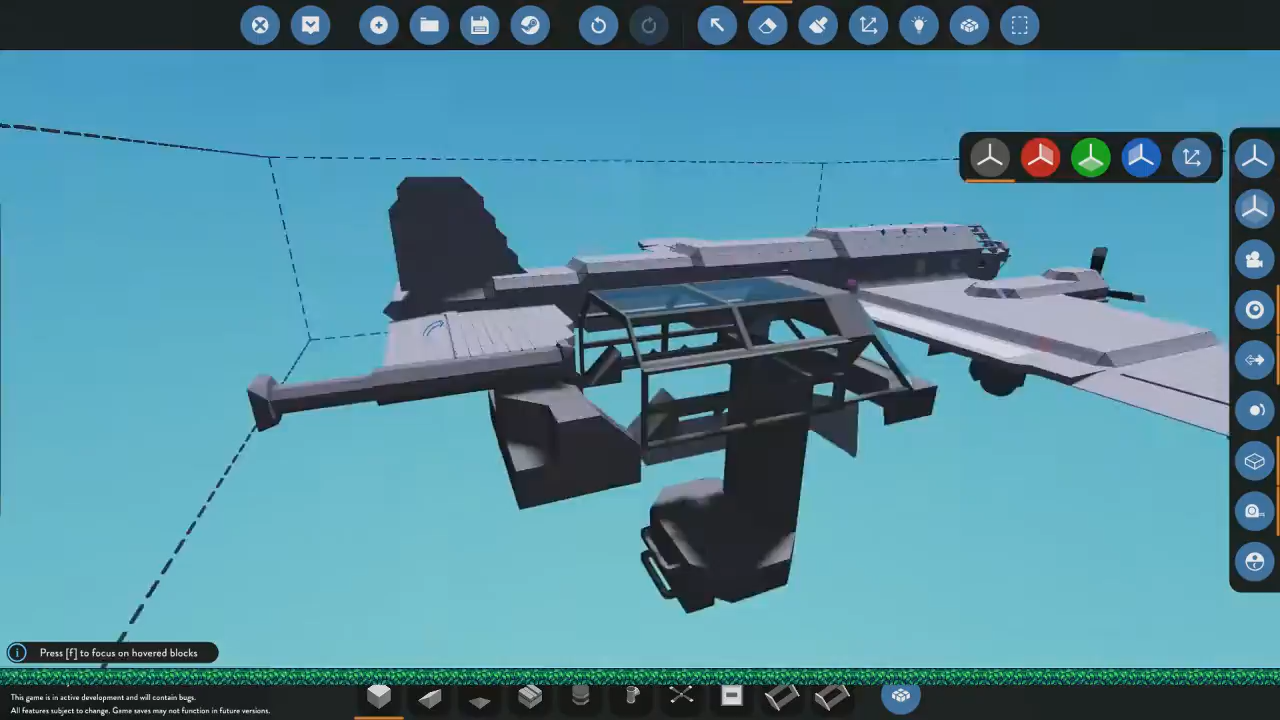 Press [f] to focus on hovered blocks
This game is in active development and will contain bugs.
All features subject to change. Game saves may not function in future versions.